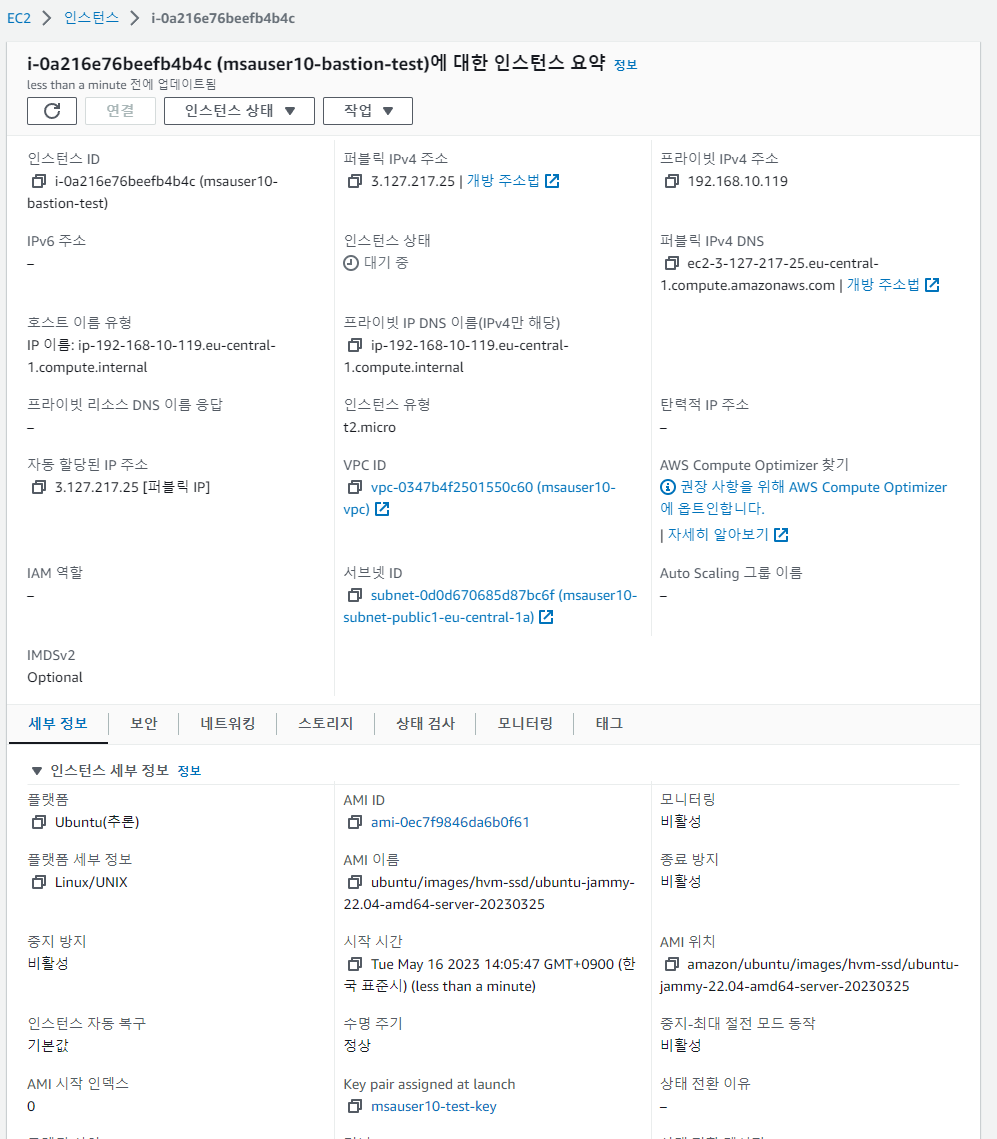 EC2 > 인스턴스 > i-0a216e76beefb4b4c
i-0a216e76beefb4b4c (msauser10-bastion-test)에 대한 인스턴스 요약 정보
less than a minute 전에 업데이트됨
연결 인스턴스 상태 ▼ 작업 ▼
인스턴스 ID
i-0a216e76beefb4b4c (msauser10-
bastion-test)
퍼블릭 IPv4 주소
3.127.217.25 | 개방 주소법
프라이빗 IPv4 주소
192.168.10.119
IPv6 주소
–
인스턴스 상태
대기 중
퍼블릭 IPv4 DNS
ec2-3-127-217-25.eu-central-
1.compute.amazonaws.com | 개방 주소법
호스트 이름 유형
IP 이름: ip-192-168-10-119.eu-central-
1.compute.internal
프라이빗 IP DNS 이름(IPv4만 해당)
ip-192-168-10-119.eu-central-
1.compute.internal
프라이빗 리소스 DNS 이름 응답
–
인스턴스 유형
t2.micro
탄력적 IP 주소
–
자동 할당된 IP 주소
3.127.217.25 [퍼블릭 IP]
VPC ID
vpc-0347b4f2501550c60 (msauser10-
vpc)
AWS Compute Optimizer 찾기
권장 사항을 위해 AWS Compute Optimizer
에 옵트인합니다.
| 자세히 알아보기
IAM 역할
–
서브넷 ID
subnet-0d0d670685d87bc6f (msauser10-
subnet-public1-eu-central-1a)
Auto Scaling 그룹 이름
–
IMDSv2
Optional
세부 정보 보안 네트워킹 스토리지 상태 검사 모니터링 태그
▼ 인스턴스 세부 정보 정보
플랫폼
Ubuntu(추론)
AMI ID
ami-0ec7f9846da6b0f61
모니터링
비활성
플랫폼 세부 정보
Linux/UNIX
AMI 이름
ubuntu/images/hvm-ssd/ubuntu-jammy-
22.04-amd64-server-20230325
종료 방지
비활성
중지 방지
비활성
시작 시간
Tue May 16 2023 14:05:47 GMT+0900 (한
국 표준시) (less than a minute)
AMI 위치
amazon/ubuntu/images/hvm-ssd/ubuntu-
jammy-22.04-amd64-server-20230325
인스턴스 자동 복구
기본값
수명 주기
정상
중지-최대 절전 모드 동작
비활성
AMI 시작 인덱스
0
Key pair assigned at launch
msauser10-test-key
상태 전환 이유
–